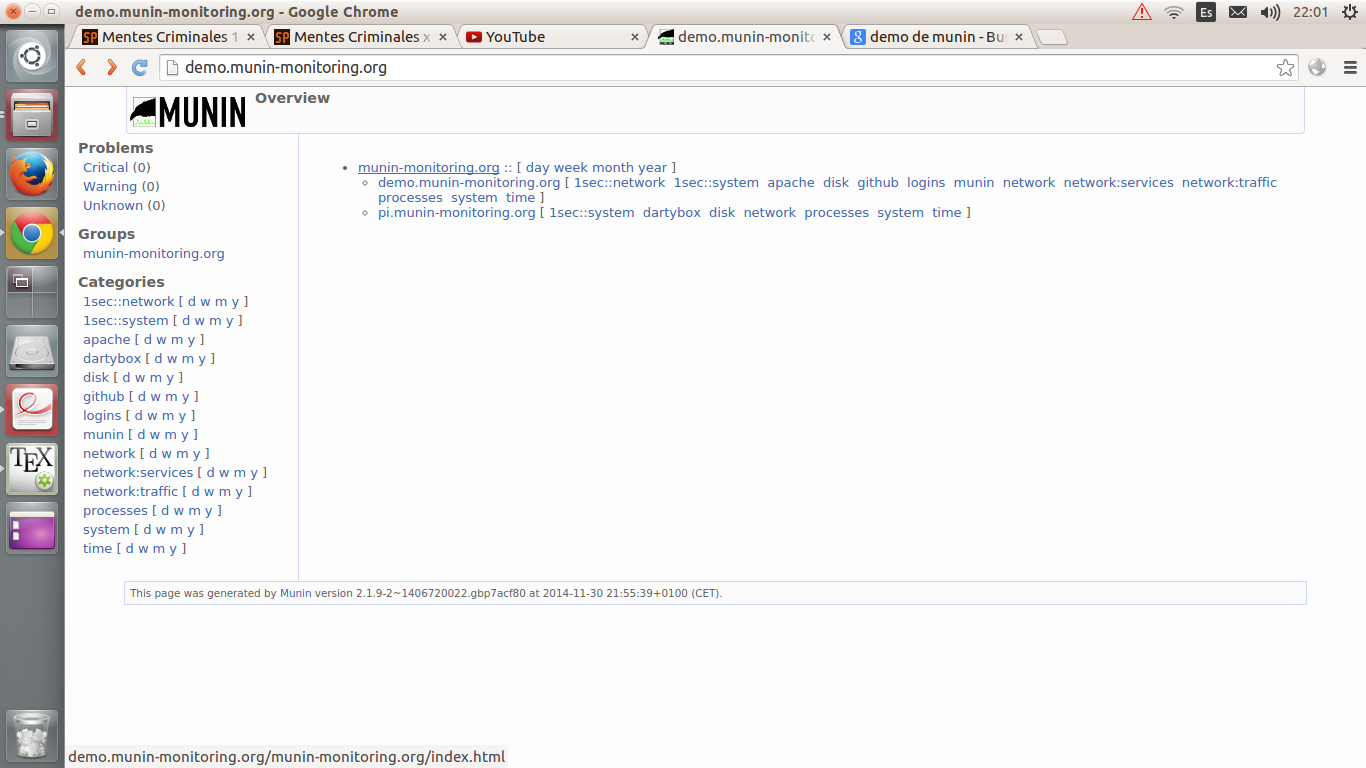 demo.munin-monitoring.org - Google Chrome
Es
22:01
Mentes Criminales 1
Mentes Criminales x
YouTube
demo.munin-monit
demo de munin - Bu
demo.munin-monitoring.org
MUNIN
Overview
Problems
Critical (0)
Warning (0)
Unknown (0)
Groups
munin-monitoring.org
Categories
1sec::network [ d w m y ]
1sec::system [ d w m y ]
apache [ d w m y ]
dartybox [ d w m y ]
disk [ d w m y ]
github [ d w m y ]
logins [ d w m y ]
munin [ d w m y ]
network [ d w m y ]
network:services [ d w m y ]
network:traffic [ d w m y ]
processes [ d w m y ]
system [ d w m y ]
time [ d w m y ]
munin-monitoring.org :: [ day week month year ]
demo.munin-monitoring.org [ 1sec::network 1sec::system apache disk github logins munin network network:services network:traffic
processes system time ]
pi.munin-monitoring.org [ 1sec::system dartybox disk network processes system time ]
This page was generated by Munin version 2.1.9-2~1406720022.gbp7acf80 at 2014-11-30 21:55:39+0100 (CET).
TEX
demo.munin-monitoring.org/munin-monitoring.org/index.html